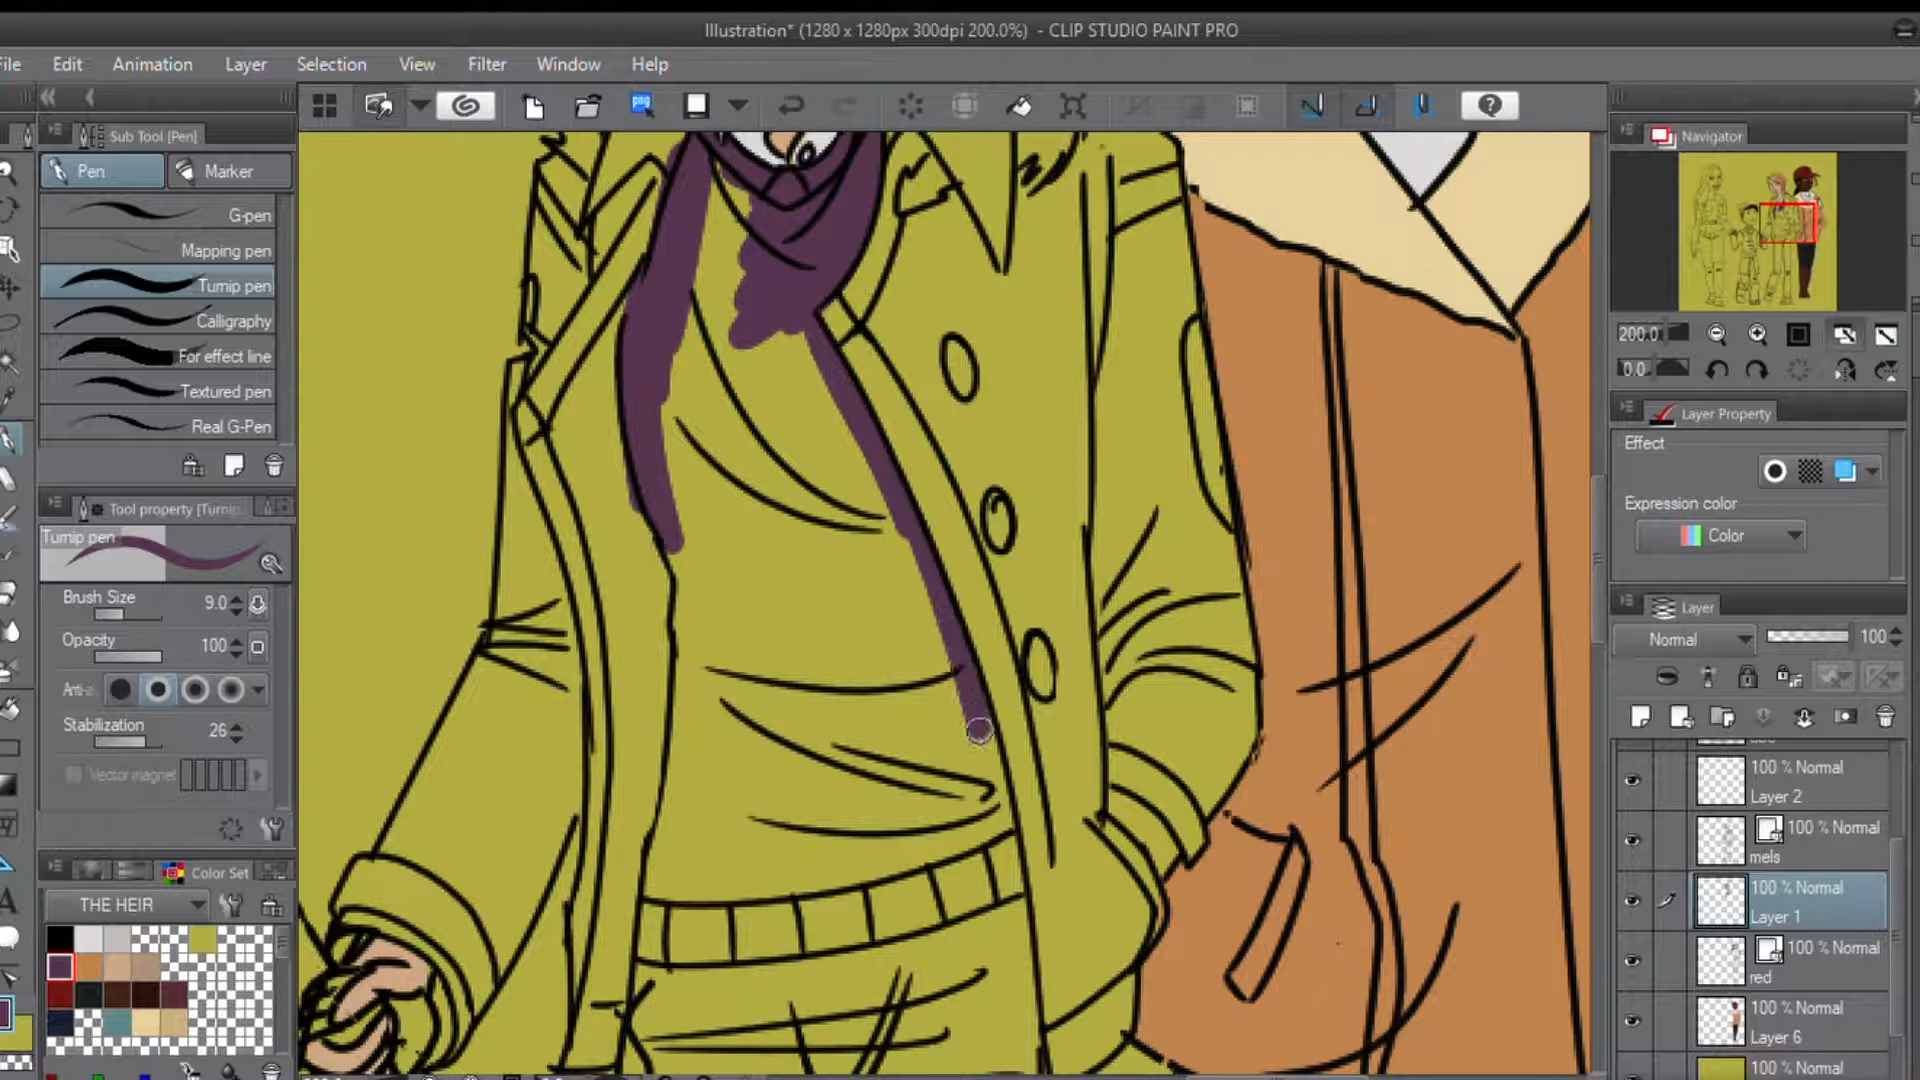 Illustration* (1280 x 1280px 300dpi 200.0%) - CLIP STUDIO PAINT PRO
File Edit Animation Layer Selection View Filter Window Help
png
Sub Tool [Pen]
Pen Marker
G-pen
Mapping pen
Turnip pen
Calligraphy
For effect line
Textured pen
Real G-Pen
Tool property [Turnip
Turnip pen
Brush Size 9.0
Opacity 100
Anti-a
Stabilization 26
Vector magnet
Color Set
THE HEIR
Navigator
200.0
0.0
Layer Property
Effect
Expression color
Color
Layer
Normal 100
100 % Normal
Layer 2
100 % Normal
mels
100 % Normal
Layer 1
100 % Normal
red
100 % Normal
Layer 6
100 % Normal